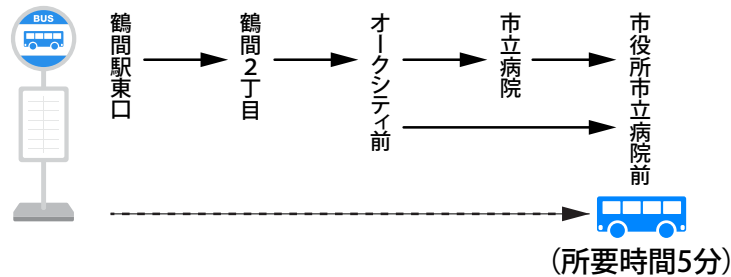 BUS
鶴間駅東口
鶴間2丁目
オークシティ前
市立病院
市役所市立病院前
（所要時間5分）